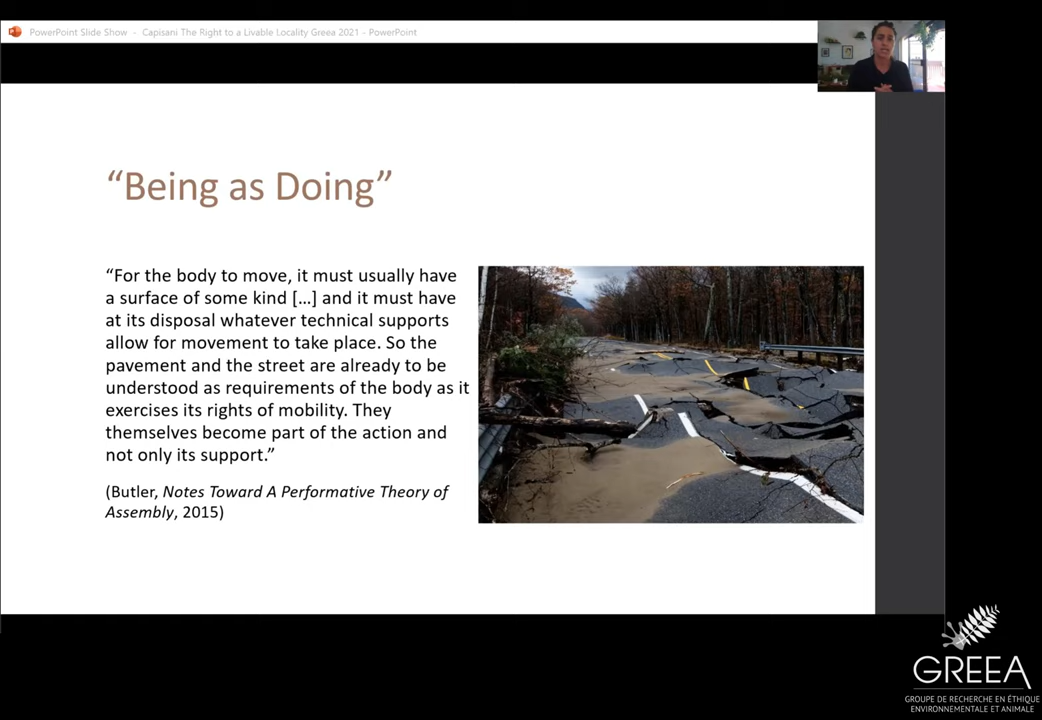 PowerPoint Slide Show - Capisani The Right to a Livable Locality Greea 2021 - PowerPoint
“Being as Doing”
“For the body to move, it must usually have
a surface of some kind […] and it must have
at its disposal whatever technical supports
allow for movement to take place. So the
pavement and the street are already to be
understood as requirements of the body as it
exercises its rights of mobility. They
themselves become part of the action and
not only its support.”
(Butler, Notes Toward A Performative Theory of
Assembly, 2015)
GREEA
GROUPE DE RECHERCHE EN ÉTHIQUE
ENVIRONNEMENTALE ET ANIMALE